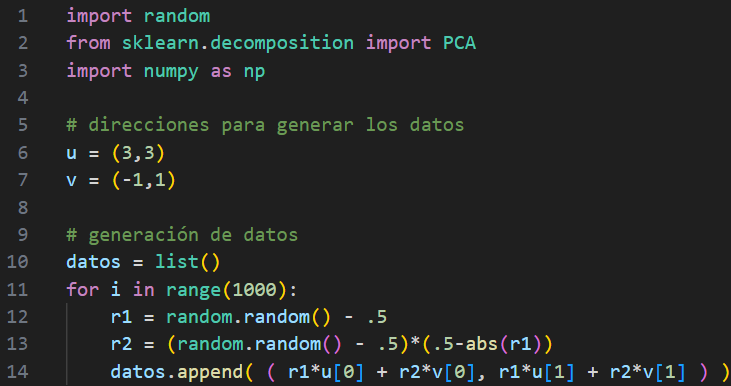 1 import random
2 from sklearn.decomposition import PCA
3 import numpy as np
4
5 # direcciones para generar los datos
6 u = (3,3)
7 v = (-1,1)
8
9 # generación de datos
10 datos = list()
11 for i in range(1000):
12     r1 = random.random() - .5
13     r2 = (random.random() - .5)*(.5-abs(r1))
14     datos.append( ( r1*u[0] + r2*v[0], r1*u[1] + r2*v[1] ) )